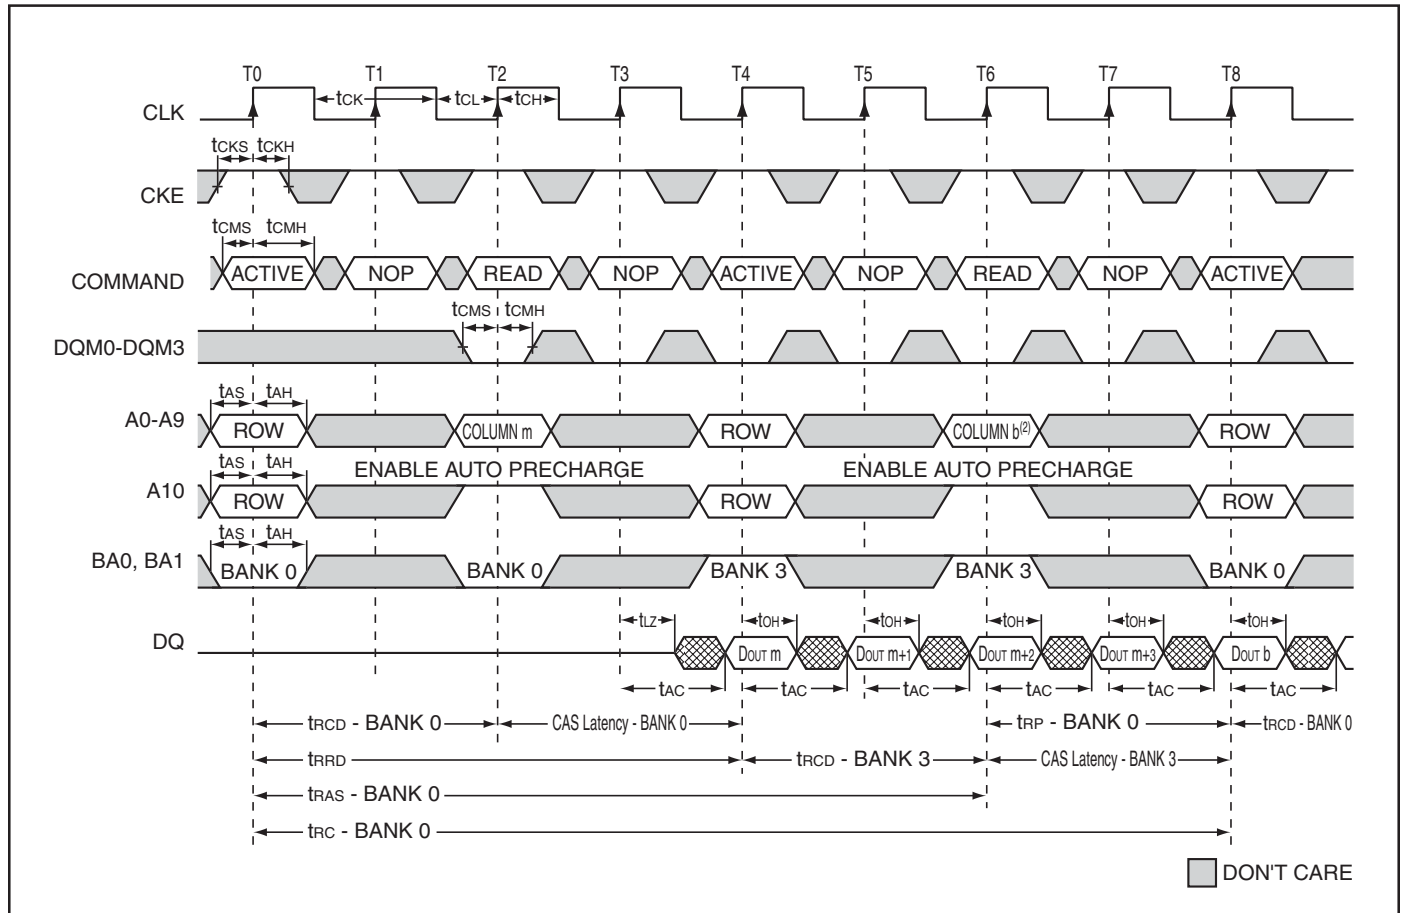 T0 T1 T2 T3 T4 T5 T6 T7 T8
CLK tCK tCL tCH
tCKS tCKH
CKE
tCMS tCMH
COMMAND ACTIVE NOP READ NOP ACTIVE NOP READ NOP ACTIVE
tCMS tCMH
DQM0-DQM3
tAS tAH
A0-A9 ROW COLUMN m ROW COLUMN b(2) ROW
tAS tAH ENABLE AUTO PRECHARGE ENABLE AUTO PRECHARGE
A10 ROW ROW ROW
tAS tAH
BA0, BA1 BANK 0 BANK 0 BANK 3 BANK 3 BANK 0
tLZ tOH tOH tOH tOH tOH
DQ DOUT m DOUT m+1 DOUT m+2 DOUT m+3 DOUT b
tAC tAC tAC tAC tAC tAC
tRCD - BANK 0 CAS Latency - BANK 0 tRP - BANK 0 tRCD - BANK 0
tRRD tRCD - BANK 3 CAS Latency - BANK 3
tRAS - BANK 0
tRC - BANK 0
DON'T CARE